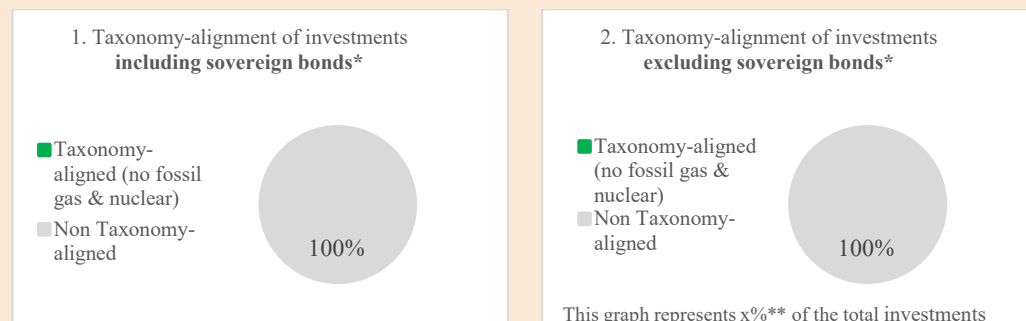 1. Taxonomy-alignment of investments
including sovereign bonds*
Taxonomy-
aligned (no fossil
gas & nuclear)
Non Taxonomy-
aligned
100%
2. Taxonomy-alignment of investments
excluding sovereign bonds*
Taxonomy-aligned
(no fossil gas &
nuclear)
Non Taxonomy-
aligned
100%
This graph represents x%** of the total investments